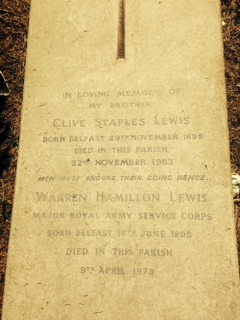 IN LOVING MEMORY OF
MY BROTHER
CLIVE STAPLES LEWIS
BORN BELFAST 29TH NOVEMBER 1898
DIED IN THIS PARISH
22ND NOVEMBER 1963
MEN MUST ENDURE THEIR GOING HENCE.
WARREN HAMILTON LEWIS
MAJOR ROYAL ARMY SERVICE CORPS
BORN BELFAST 16TH JUNE 1895
DIED IN THIS PARISH
9TH APRIL 1973